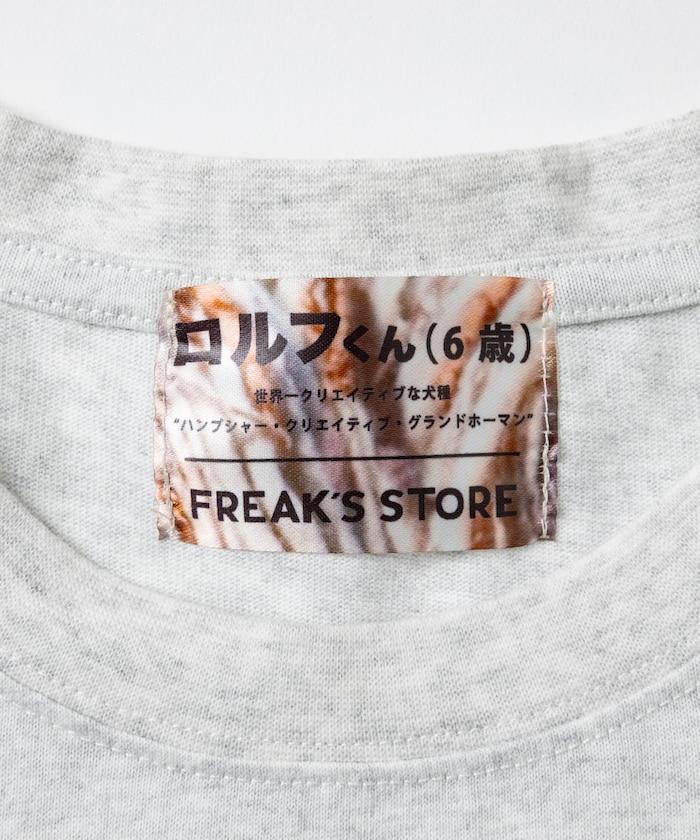 ロルフくん(6歳)
世界一クリエイティブな犬種
“ハンプシャー・クリエイティブ・グランドホーマン”
FREAK'S STORE